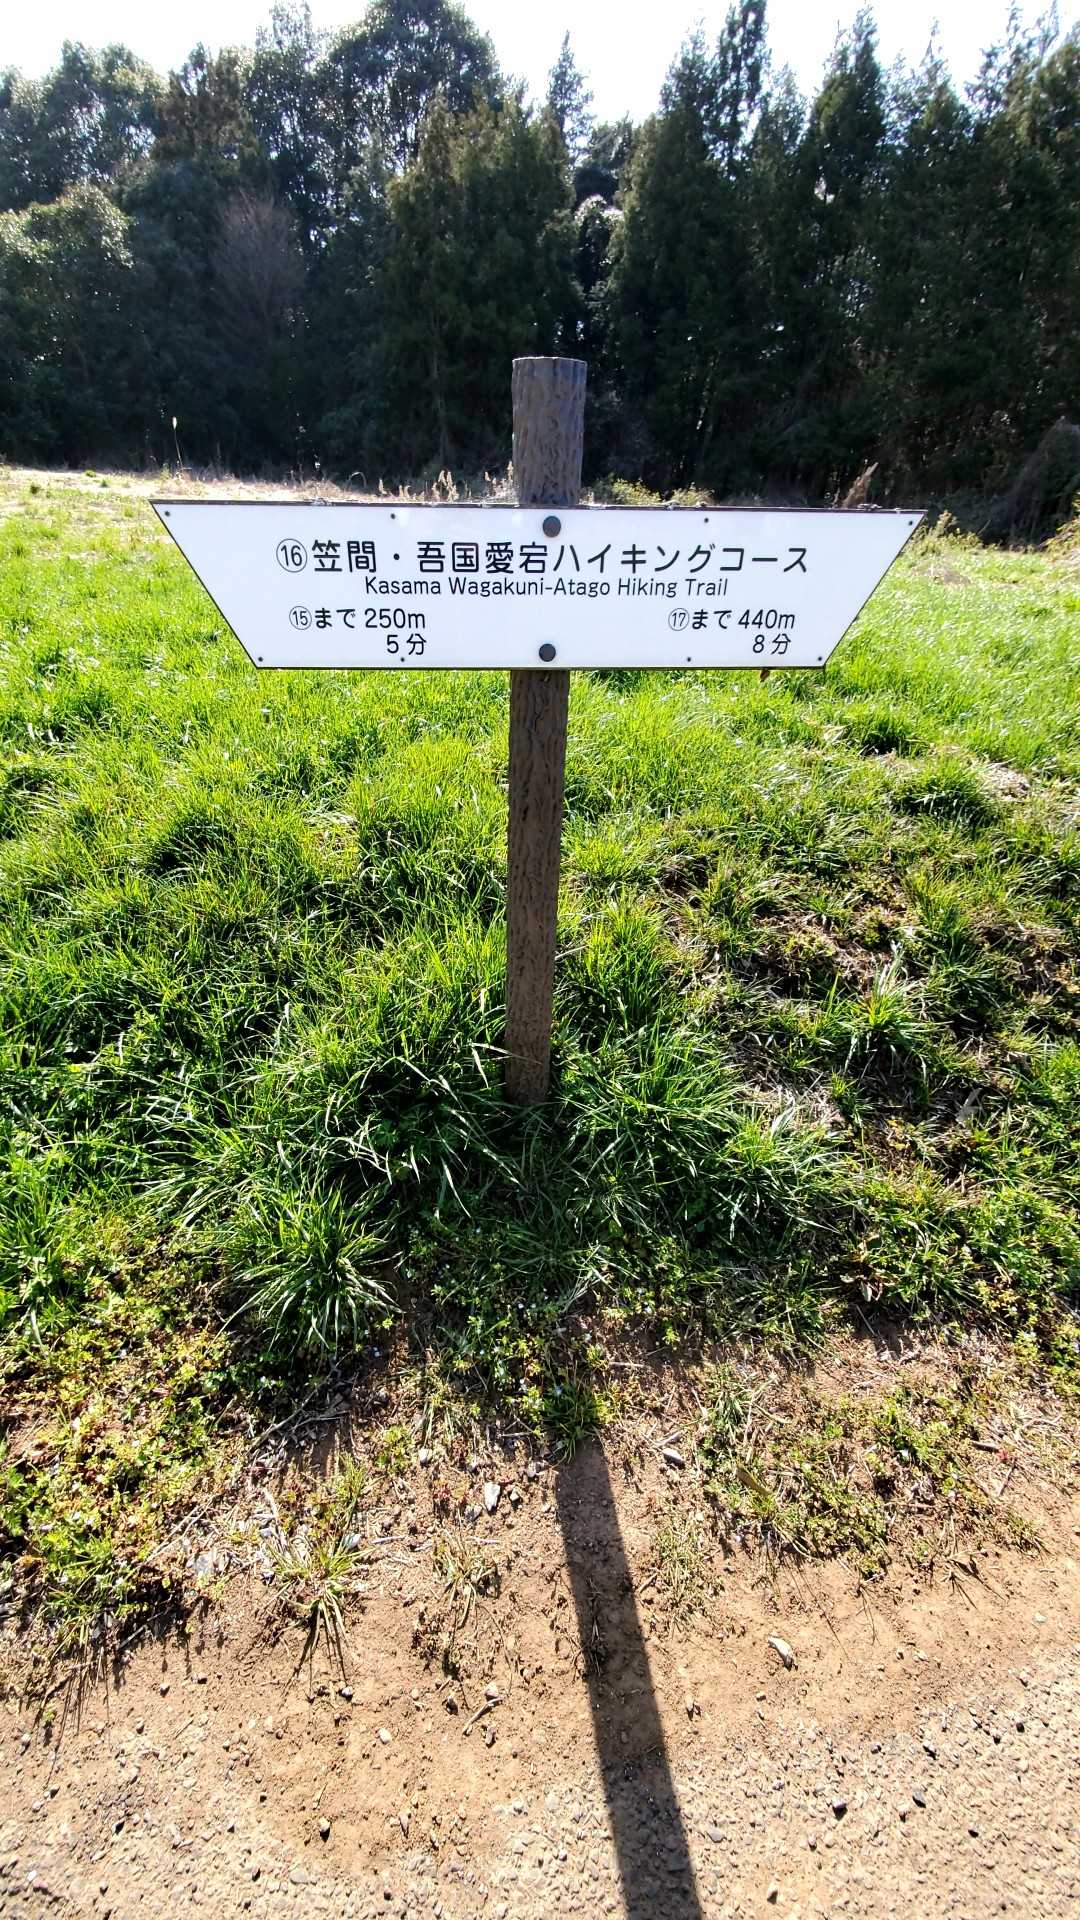 ⑯笠間・吾国愛宕ハイキングコース
Kasama Wagakuni-Atago Hiking Trail
⑮まで 250m
5分
⑰まで 440m
8分